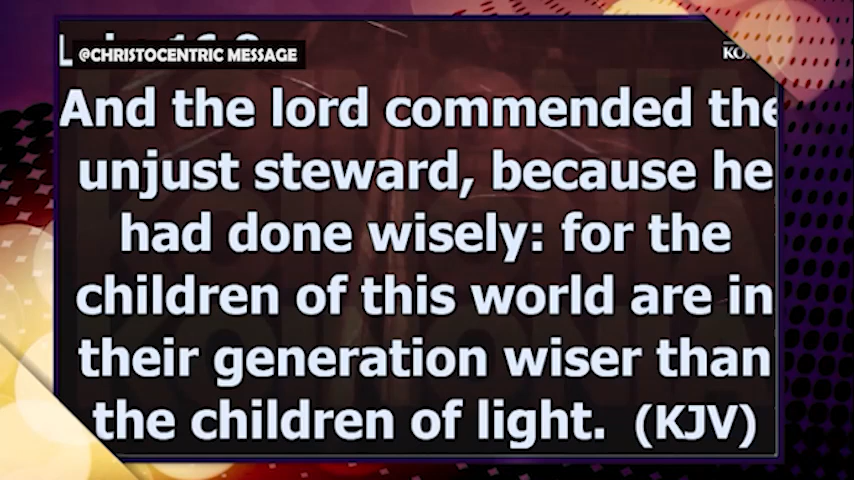 @CHRISTOCENTRIC MESSAGE
And the lord commended the
unjust steward, because he
had done wisely: for the
children of this world are in
their generation wiser than
the children of light. (KJV)